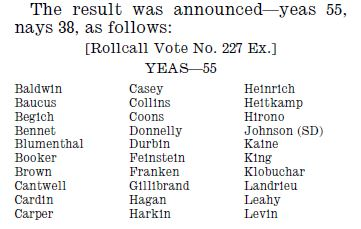 The result was announced—yeas 55,
nays 38, as follows:
[Rollcall Vote No. 227 Ex.]
YEAS—55
Baldwin
Baucus
Begich
Bennet
Blumenthal
Booker
Brown
Cantwell
Cardin
Carper
Casey
Collins
Coons
Donnelly
Durbin
Feinstein
Franken
Gillibrand
Hagan
Harkin
Heinrich
Heitkamp
Hirono
Johnson (SD)
Kaine
King
Klobuchar
Landrieu
Leahy
Levin